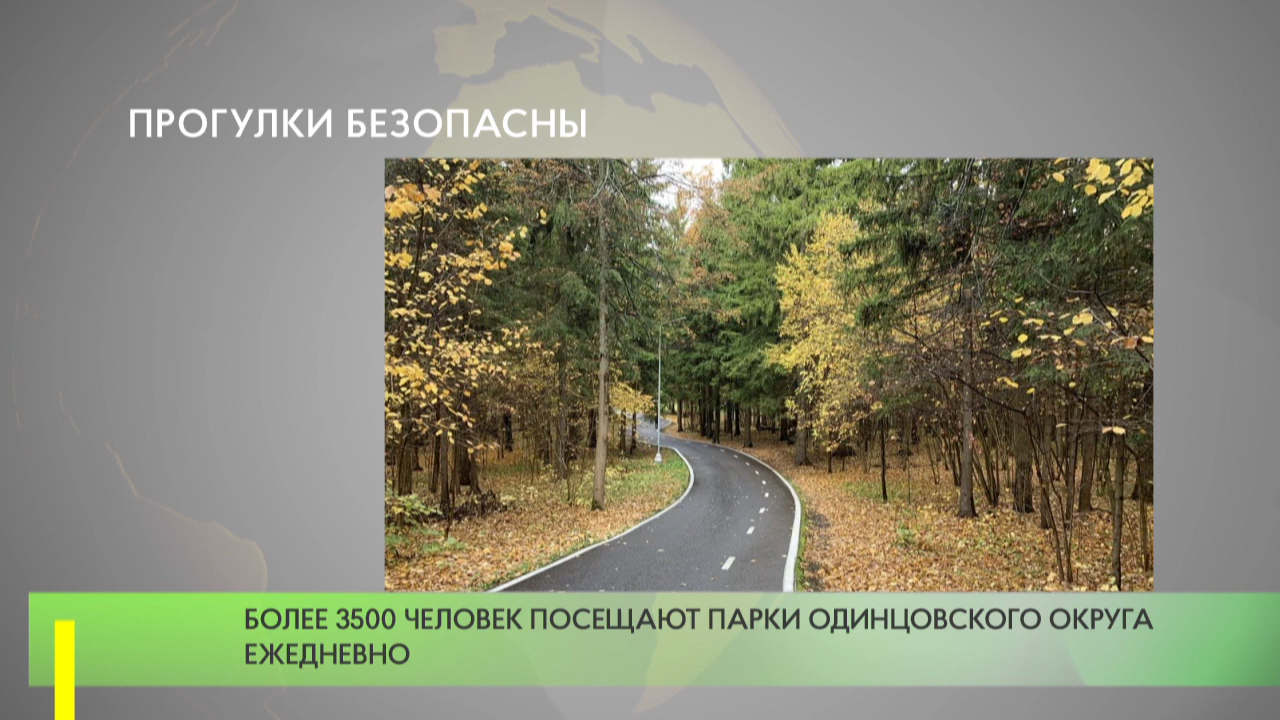 ПРОГУЛКИ БЕЗОПАСНЫ
БОЛЕЕ 3500 ЧЕЛОВЕК ПОСЕЩАЮТ ПАРКИ ОДИНЦОВСКОГО ОКРУГА
ЕЖЕДНЕВНО